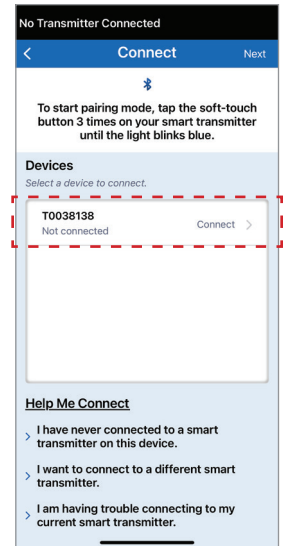 No Transmitter Connected
Connect
Next
To start pairing mode, tap the soft-touch
button 3 times on your smart transmitter
until the light blinks blue.
Devices
Select a device to connect.
T0038138
Not connected
Connect
Help Me Connect
I have never connected to a smart
transmitter on this device.
I want to connect to a different smart
transmitter.
I am having trouble connecting to my
current smart transmitter.